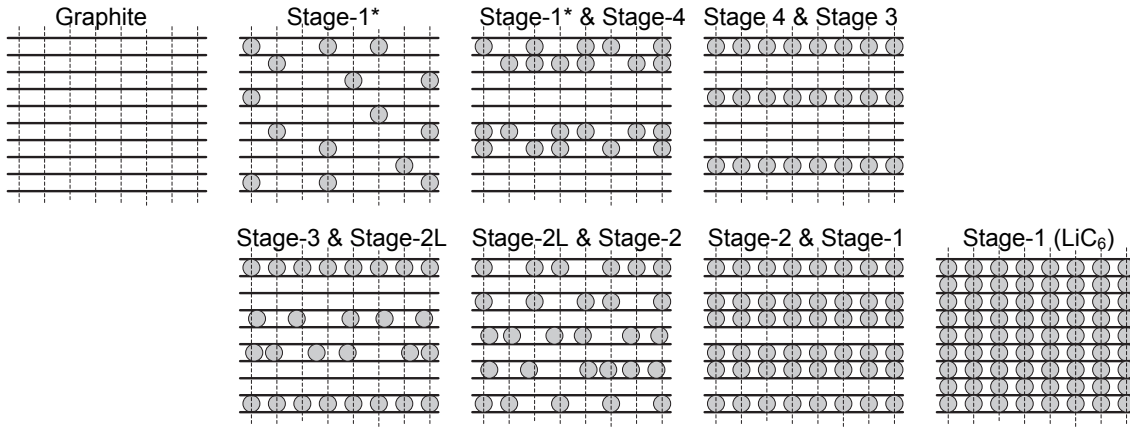 Graphite
Stage-1*
Stage-1* & Stage-4
Stage 4 & Stage 3
Stage-3 & Stage-2L
Stage-2L & Stage-2
Stage-2 & Stage-1
Stage-1 (LiC₆)